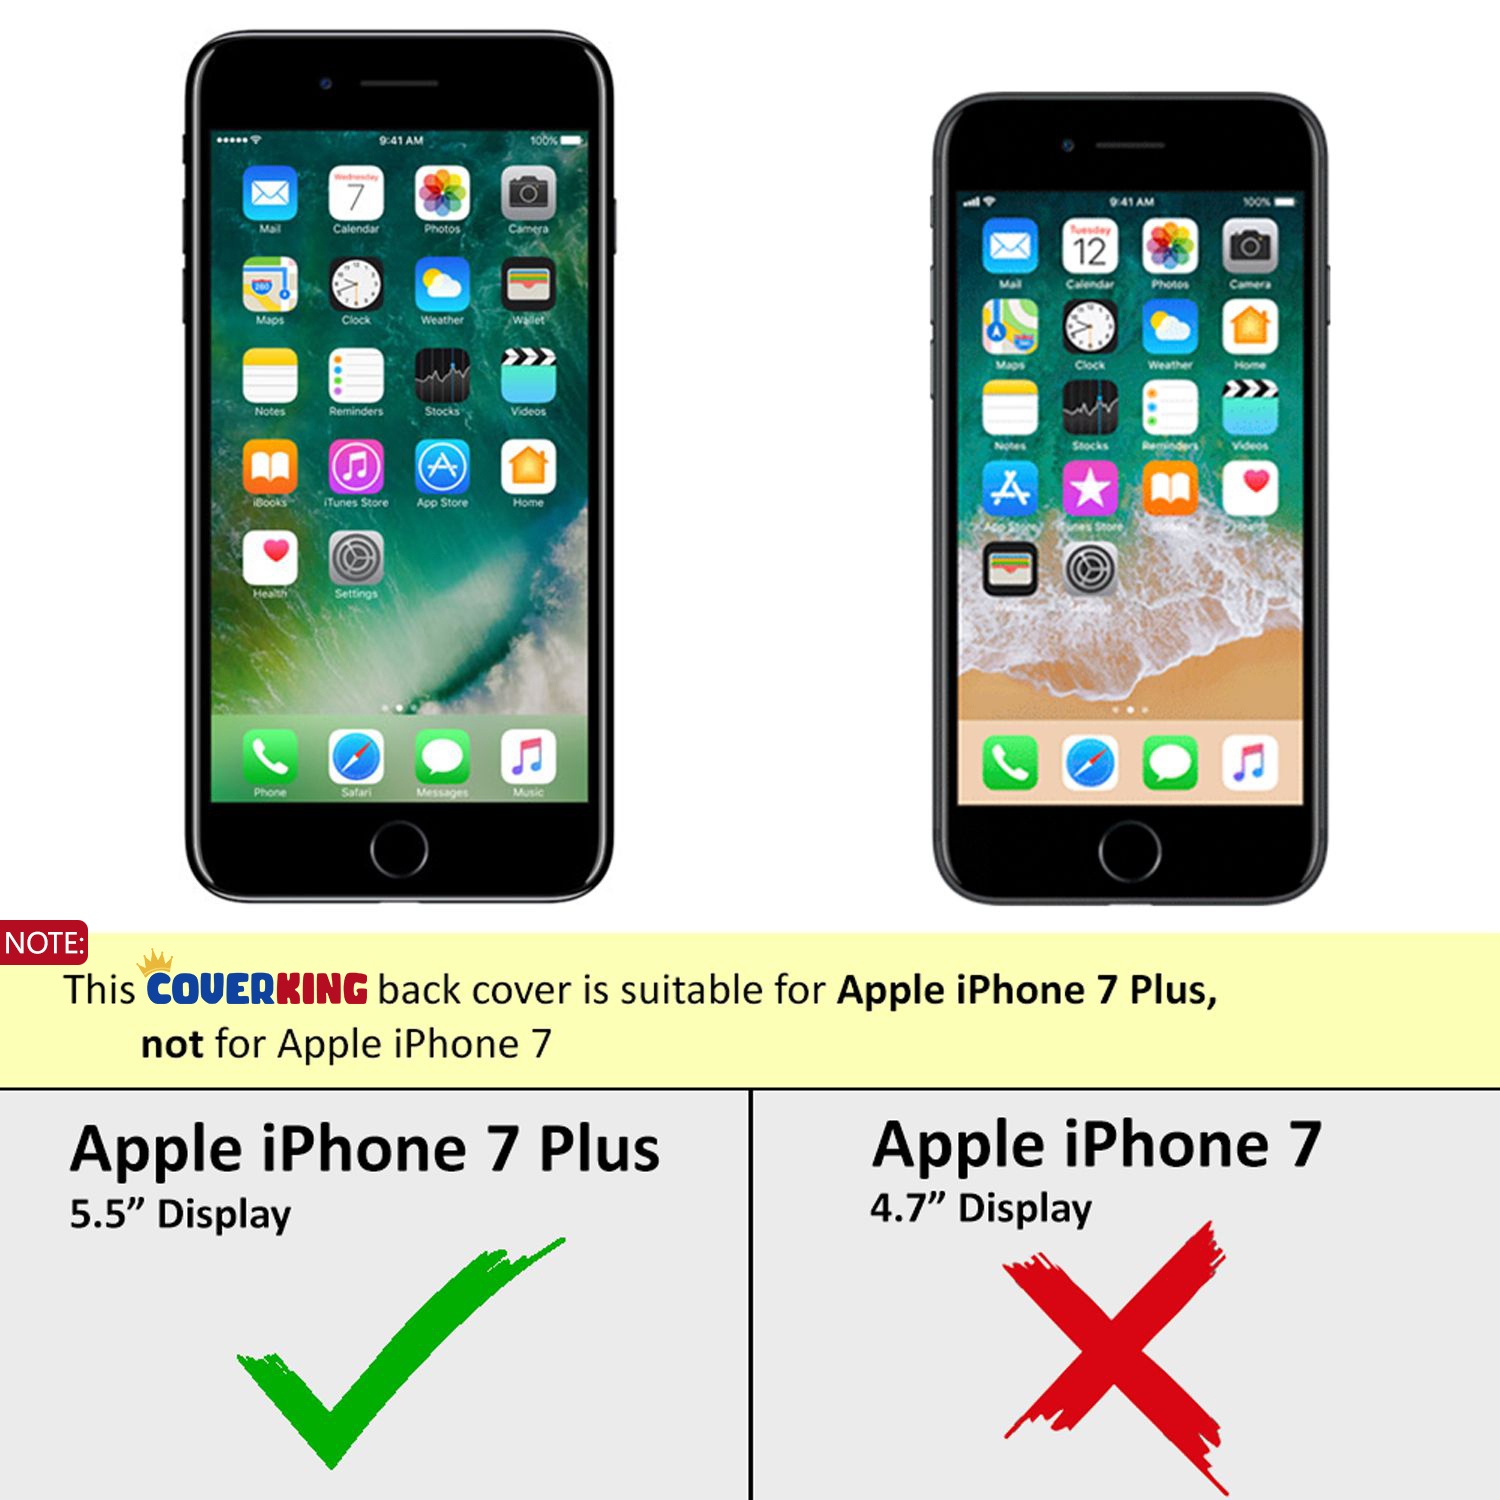 9:41 AM 100%
Mail Wednesday 7 Calendar Photos Camera
280 Maps Clock Weather Wallet
Notes Reminders Stocks Videos
iBooks iTunes Store App Store Home
Health Settings
Phone Safari Messages Music
9:41 AM 100%
Mail Tuesday 12 Calendar Photos Camera
Maps Clock Weather Home
Notes Stocks Reminders Videos
App Store iTunes Store iBooks Health
NOTE:
This COVERKING back cover is suitable for Apple iPhone 7 Plus,
not for Apple iPhone 7
Apple iPhone 7 Plus
5.5” Display
Apple iPhone 7
4.7” Display